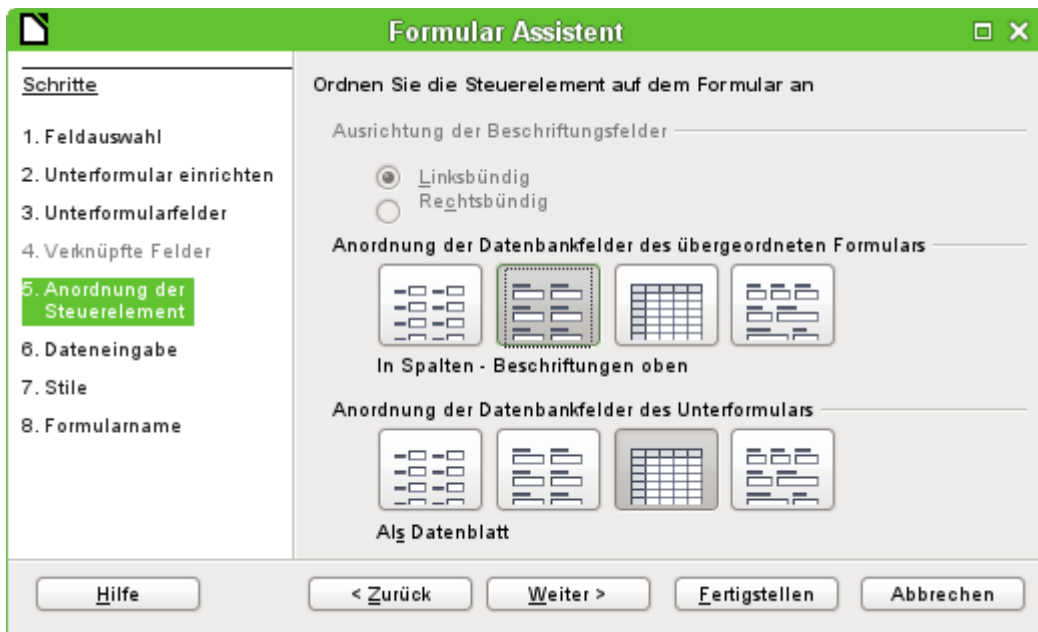 Formular Assistent
Schritte
1. Feldauswahl
2. Unterformular einrichten
3. Unterformularfelder
4. Verknüpfte Felder
5. Anordnung der
Steuerelement
6. Dateneingabe
7. Stile
8. Formularname
Ordnen Sie die Steuerelement auf dem Formular an
Ausrichtung der Beschriftungsfelder
Linksbündig
Rechtsbündig
Anordnung der Datenbankfelder des übergeordneten Formulars
In Spalten - Beschriftungen oben
Anordnung der Datenbankfelder des Unterformulars
Als Datenblatt
Hilfe
< Zurück
Weiter >
Fertigstellen
Abbrechen